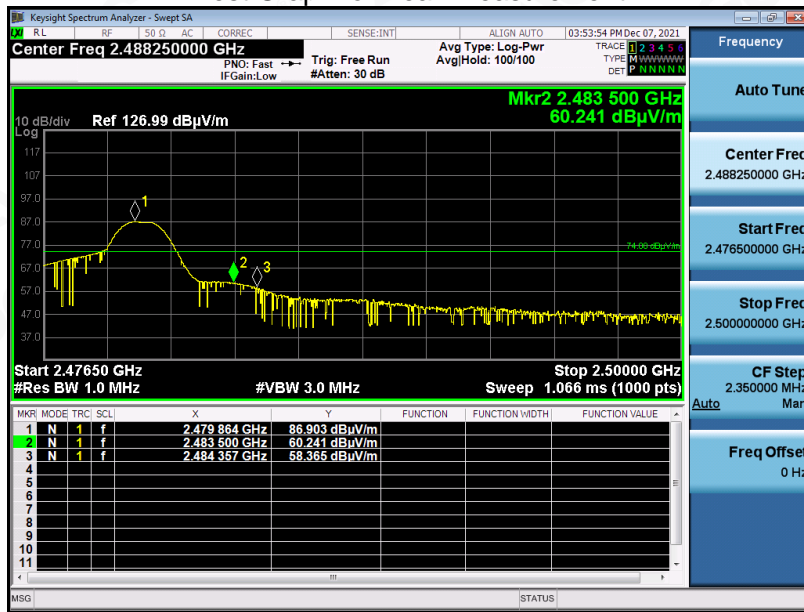 Keysight Spectrum Analyzer - Swept SA
RL RF 50 Ω AC CORREC SENSE:INT ALIGN AUTO 03:53:54 PM Dec 07, 2021
Center Freq 2.488250000 GHz
PNO: Fast
IFGain:Low
Trig: Free Run
#Atten: 30 dB
Avg Type: Log-Pwr
Avg|Hold: 100/100
TRACE 1 2 3 4 5 6
TYPE M WWWWW
DET P N N N N N
Mkr2 2.483 500 GHz
60.241 dBµV/m
10 dB/div Ref 126.99 dBµV/m
Log
117
107
97.0
87.0
77.0
67.0
57.0
47.0
37.0
1
2
3
74.00 dBµV/m
Start 2.47650 GHz Stop 2.50000 GHz
#Res BW 1.0 MHz #VBW 3.0 MHz Sweep 1.066 ms (1000 pts)
MKR MODE TRC SCL X Y FUNCTION FUNCTION WIDTH FUNCTION VALUE
1 N 1 f 2.479 864 GHz 86.903 dBµV/m
2 N 1 f 2.483 500 GHz 60.241 dBµV/m
3 N 1 f 2.484 357 GHz 58.365 dBµV/m
4
5
6
7
8
9
10
11
MSG STATUS
Frequency
Auto Tune
Center Freq
2.488250000 GHz
Start Freq
2.476500000 GHz
Stop Freq
2.500000000 GHz
CF Step
2.350000 MHz
Auto Man
Freq Offset
0 Hz